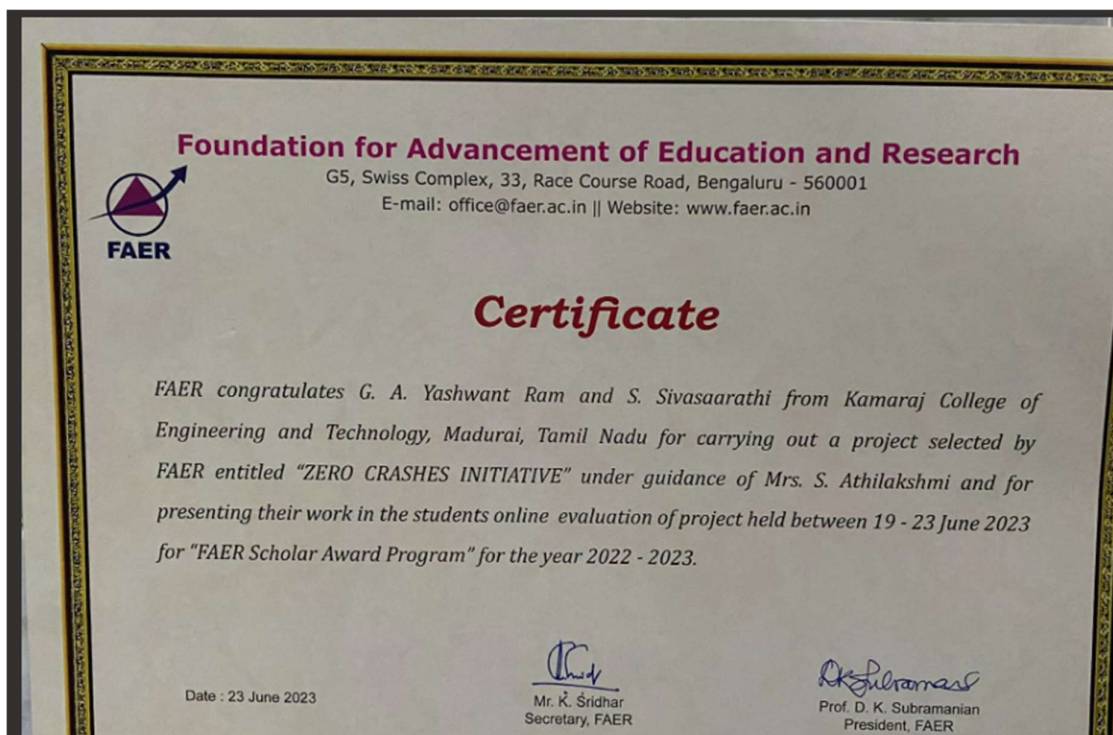 Foundation for Advancement of Education and Research
G5, Swiss Complex, 33, Race Course Road, Bengaluru - 560001
E-mail: office@faer.ac.in || Website: www.faer.ac.in
FAER
Certificate
FAER congratulates G. A. Yashwant Ram and S. Sivasaarathi from Kamaraj College of
Engineering and Technology, Madurai, Tamil Nadu for carrying out a project selected by
FAER entitled "ZERO CRASHES INITIATIVE" under guidance of Mrs. S. Athilakshmi and for
presenting their work in the students online evaluation of project held between 19 - 23 June 2023
for "FAER Scholar Award Program" for the year 2022 - 2023.
Date : 23 June 2023
Mr. K. Sridhar
Secretary, FAER
Prof. D. K. Subramanian
President, FAER